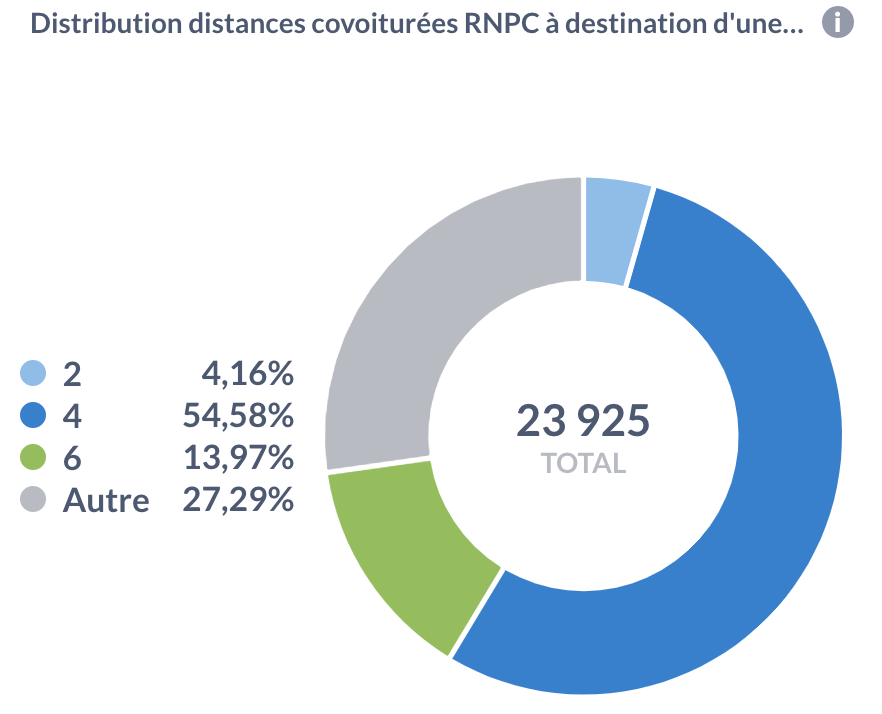 Distribution distances covoiturées RNPC à destination d'une...
i
2 4,16%
4 54,58%
6 13,97%
Autre 27,29%
23 925
TOTAL